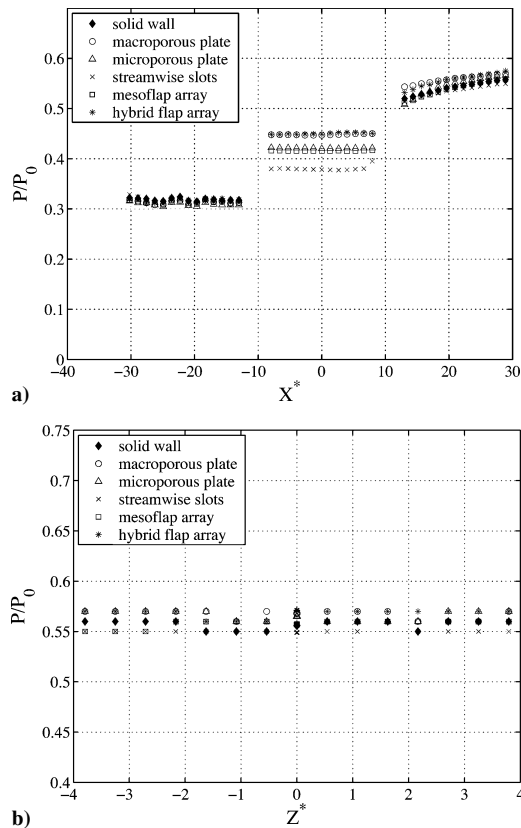 0.6
0.5
0.4
0.3
0.2
0.1
0
P/P0
solid wall
macroporous plate
microporous plate
streamwise slots
mesoflap array
hybrid flap array
−40 −30 −20 −10 0 10 20 30
a) X*
0.75
0.7
0.65
0.6
0.55
0.5
0.45
0.4
P/P0
solid wall
macroporous plate
microporous plate
streamwise slots
mesoflap array
hybrid flap array
−4 −3 −2 −1 0 1 2 3 4
b) Z*